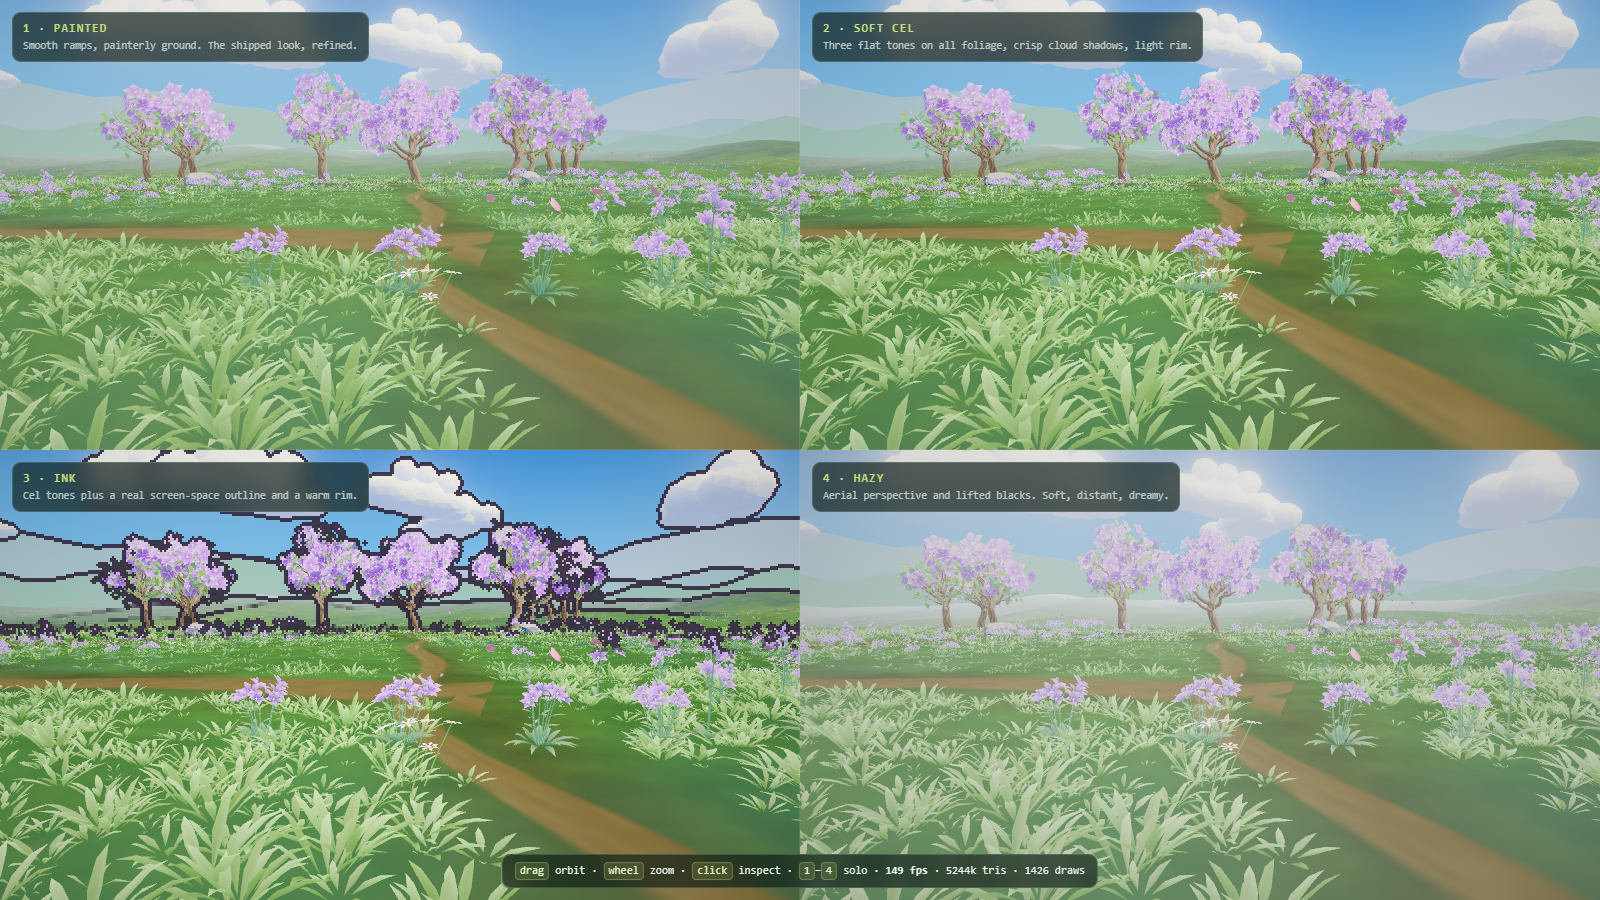 1 · PAINTED
Smooth ramps, painterly ground. The shipped look, refined.
2 · SOFT CEL
Three flat tones on all foliage, crisp cloud shadows, light rim.
3 · INK
Cel tones plus a real screen-space outline and a warm rim.
4 · HAZY
Aerial perspective and lifted blacks. Soft, distant, dreamy.
drag orbit · wheel zoom · click inspect · 1–4 solo · 149 fps · 5244k tris · 1426 draws